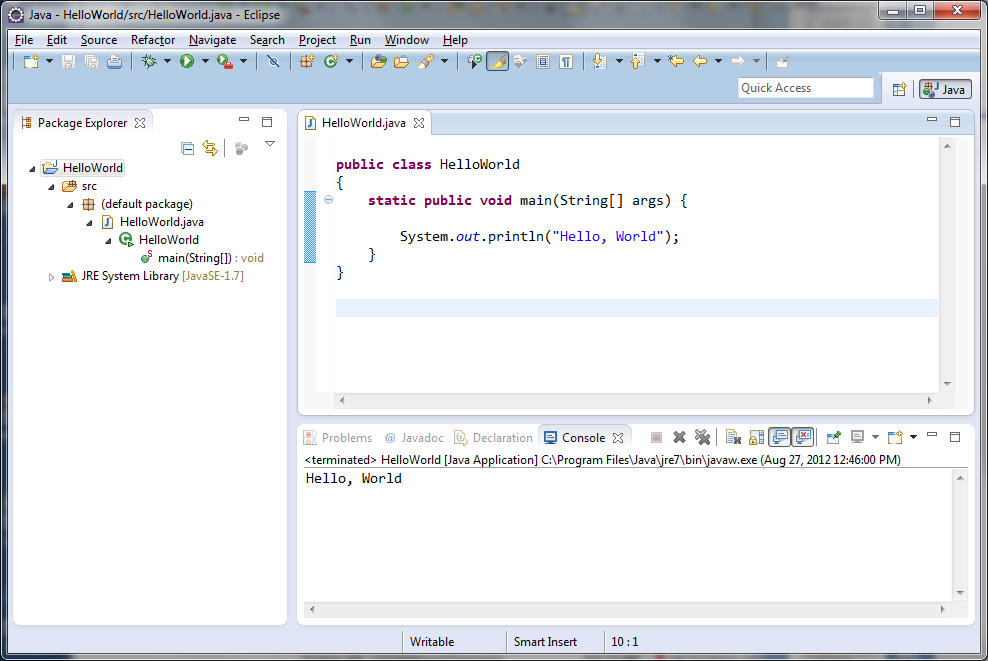 Java - HelloWorld/src/HelloWorld.java - Eclipse
File Edit Source Refactor Navigate Search Project Run Window Help
Quick Access
Java
Package Explorer
HelloWorld
src
(default package)
HelloWorld.java
HelloWorld
main(String[]) : void
JRE System Library [JavaSE-1.7]
HelloWorld.java
public class HelloWorld
{
static public void main(String[] args) {
System.out.println("Hello, World");
}
}
Problems @ Javadoc Declaration Console
<terminated> HelloWorld [Java Application] C:\Program Files\Java\jre7\bin\javaw.exe (Aug 27, 2012 12:46:00 PM)
Hello, World
Writable Smart Insert 10 : 1